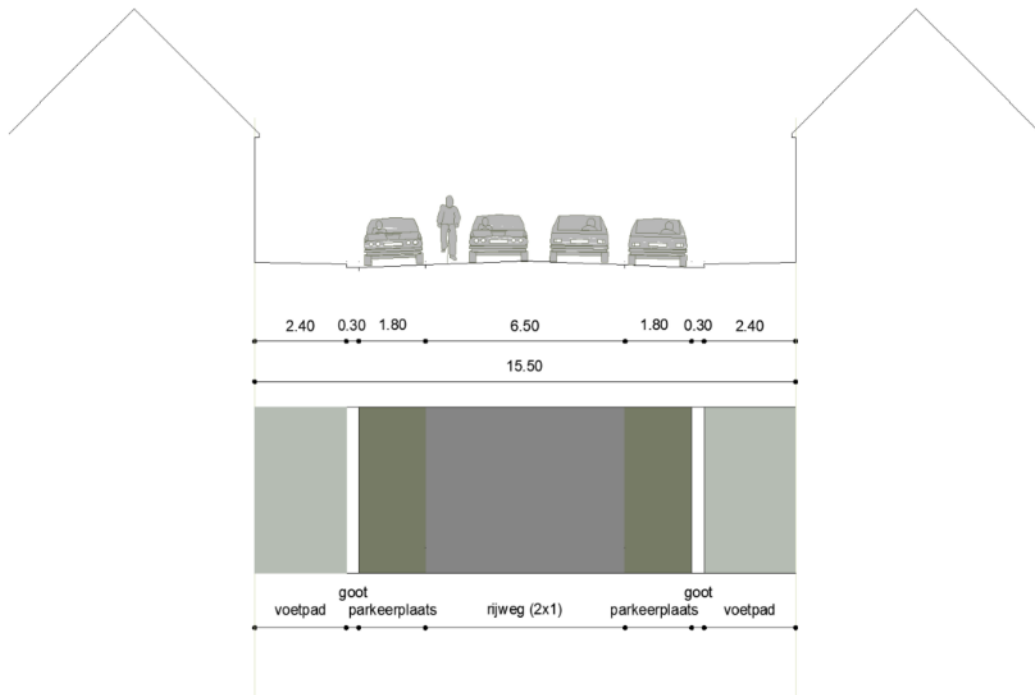 2.40 0.30 1.80 6.50 1.80 0.30 2.40
15.50
goot goot
voetpad parkeerplaats rijweg (2x1) parkeerplaats voetpad